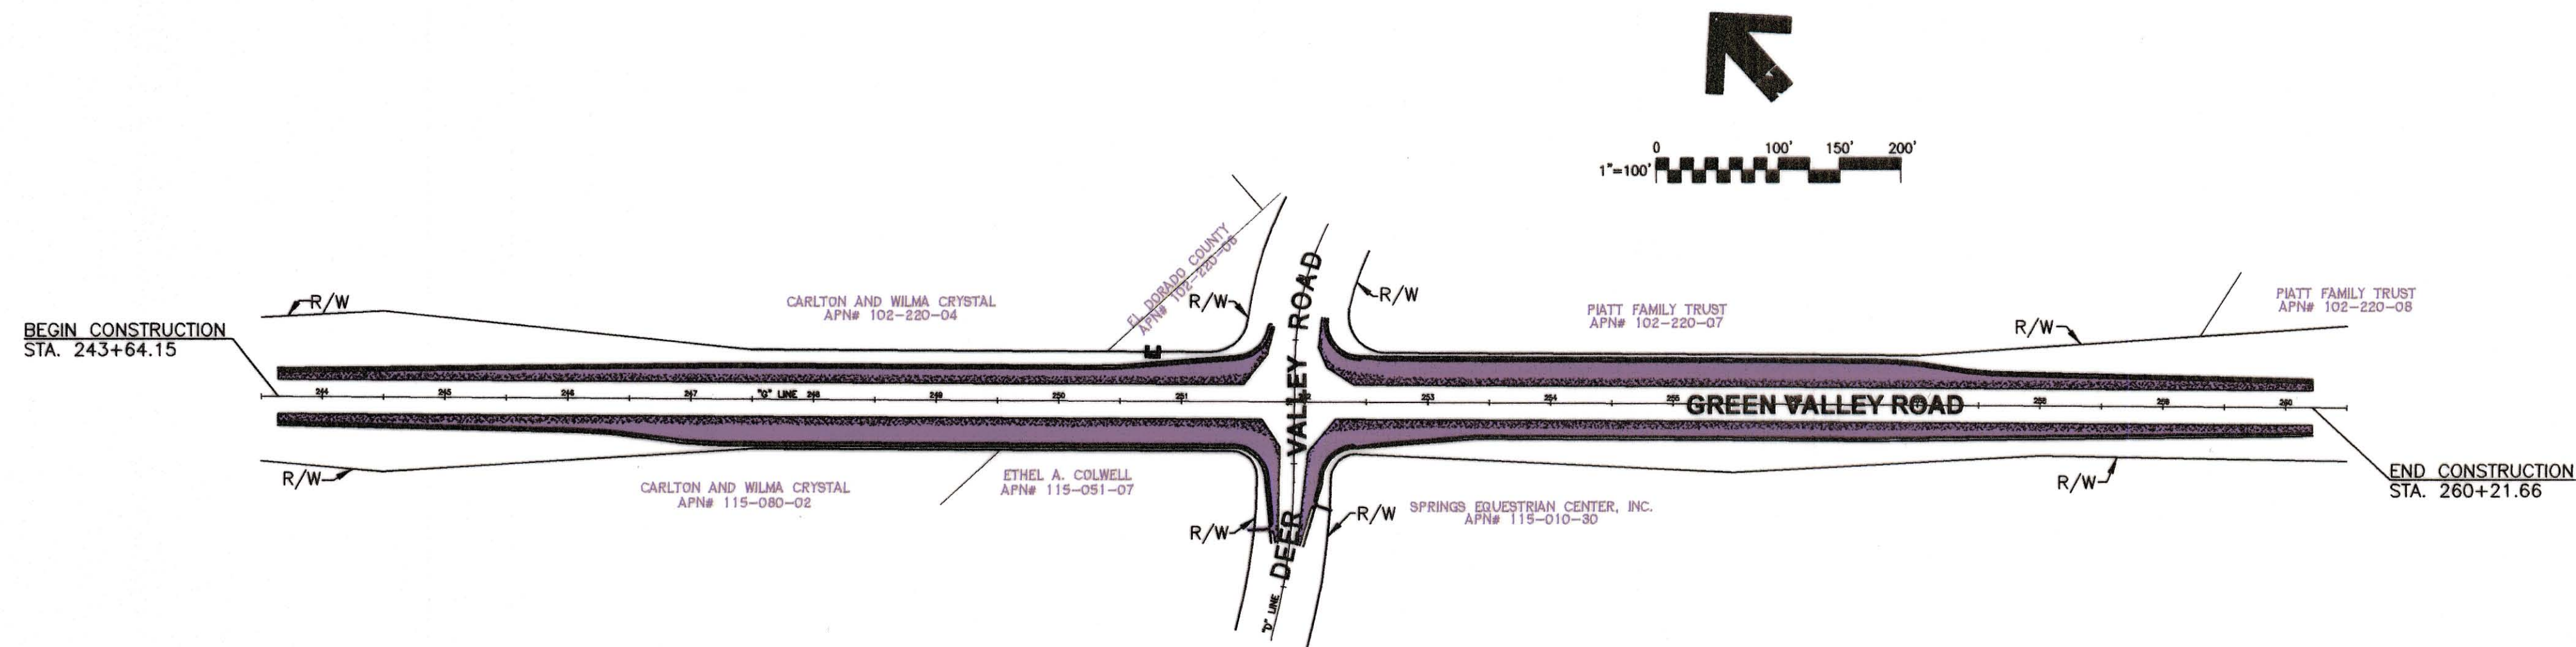 0 100' 150' 200'
1"=100'
EL DORADO COUNTY
R/W
CARLTON AND WILMA CRYSTAL
APN# 102-220-04
R/W
R/W
PIATT FAMILY TRUST
APN# 102-220-07
R/W
PIATT FAMILY TRUST
APN# 102-220-08
BEGIN CONSTRUCTION
STA. 243+64.15
244 245 246 247 "G" LINE 248 249 250 251 253 254 255 258 259 260
GREEN VALLEY ROAD
DEER VALLEY ROAD
"D" LINE
R/W
CARLTON AND WILMA CRYSTAL
APN# 115-080-02
ETHEL A. COLWELL
APN# 115-051-07
R/W
R/W
SPRINGS EQUESTRIAN CENTER, INC.
APN# 115-010-30
R/W
END CONSTRUCTION
STA. 260+21.66